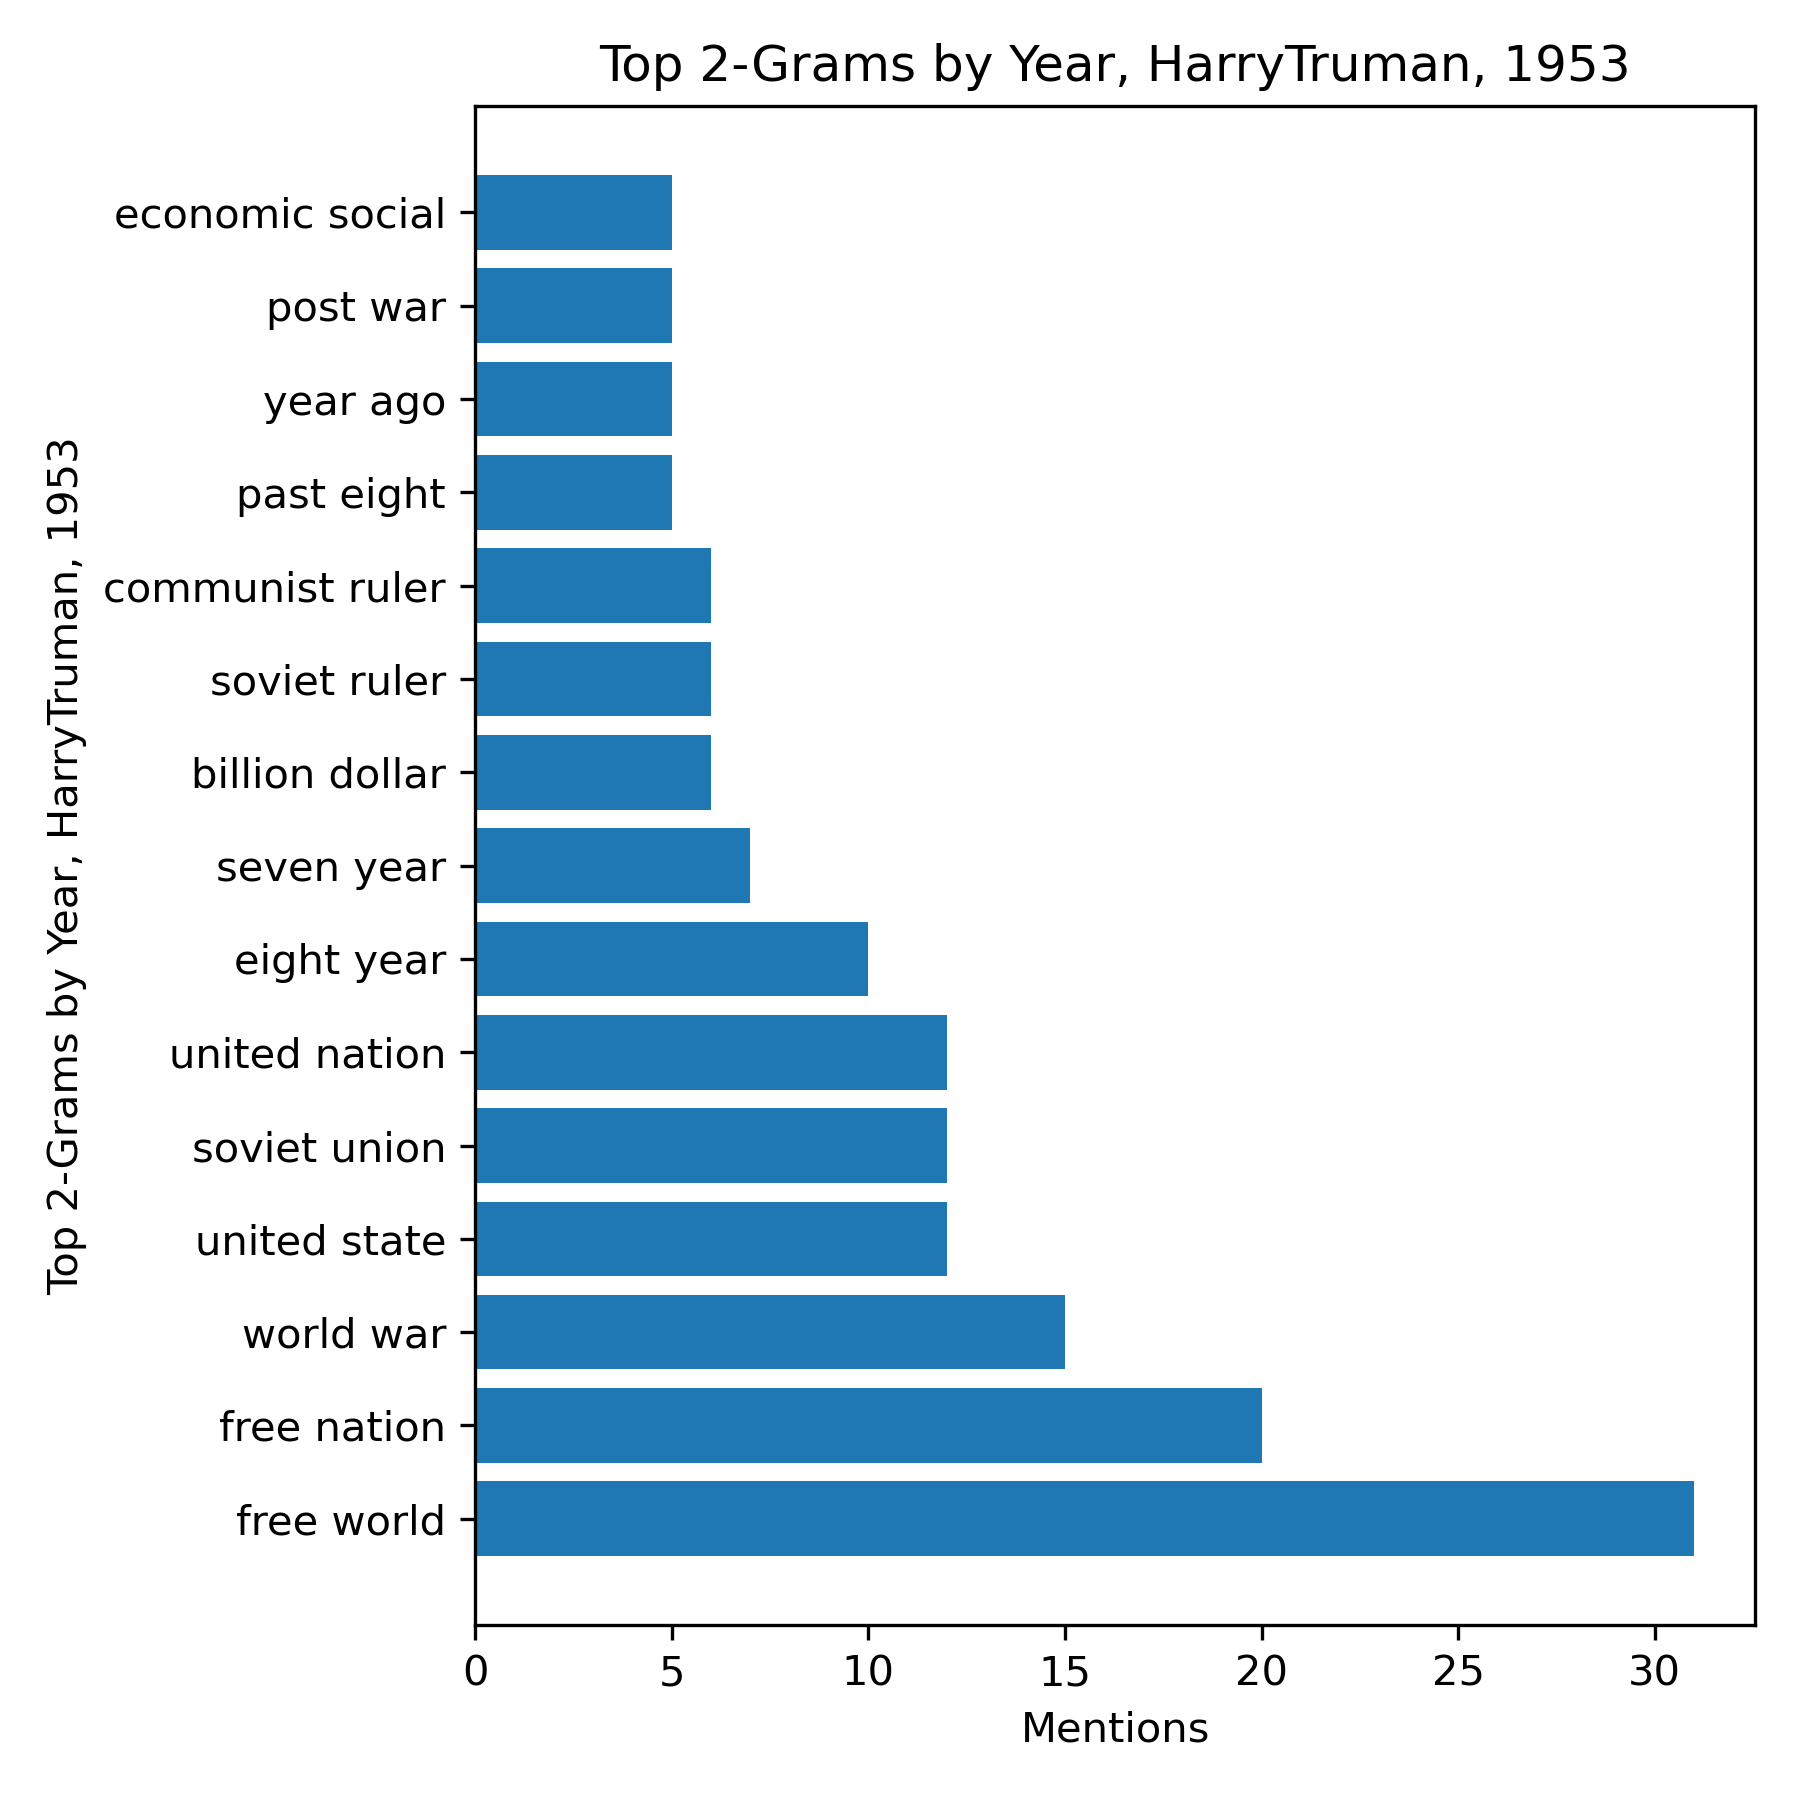 Top 2-Grams by Year, HarryTruman, 1953
Top 2-Grams by Year, HarryTruman, 1953
economic social
post war
year ago
past eight
communist ruler
soviet ruler
billion dollar
seven year
eight year
united nation
soviet union
united state
world war
free nation
free world
0 5 10 15 20 25 30
Mentions